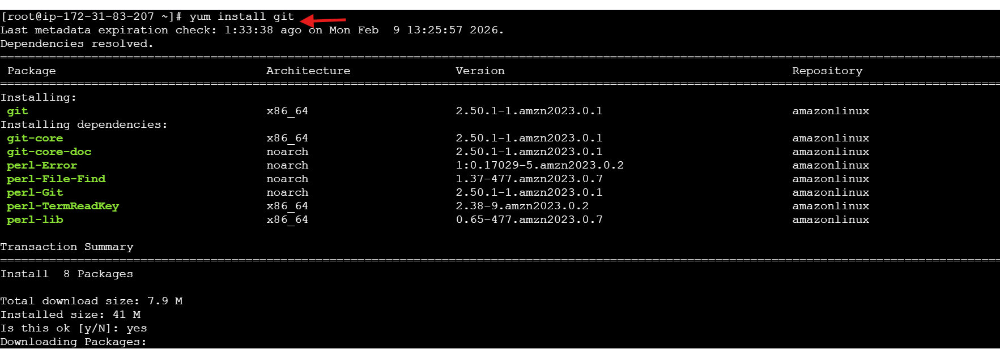 [root@ip-172-31-83-207 ~]# yum install git
Last metadata expiration check: 1:33:38 ago on Mon Feb  9 13:25:57 2026.
Dependencies resolved.
================================================================================
Package Architecture Version Repository
================================================================================
Installing:
git x86_64 2.50.1-1.amzn2023.0.1 amazonlinux
Installing dependencies:
git-core x86_64 2.50.1-1.amzn2023.0.1 amazonlinux
git-core-doc noarch 2.50.1-1.amzn2023.0.1 amazonlinux
perl-Error noarch 1:0.17029-5.amzn2023.0.2 amazonlinux
perl-File-Find noarch 1.37-477.amzn2023.0.7 amazonlinux
perl-Git noarch 2.50.1-1.amzn2023.0.1 amazonlinux
perl-TermReadKey x86_64 2.38-9.amzn2023.0.2 amazonlinux
perl-lib x86_64 0.65-477.amzn2023.0.7 amazonlinux
Transaction Summary
================================================================================
Install  8 Packages
Total download size: 7.9 M
Installed size: 41 M
Is this ok [y/N]: yes
Downloading Packages: